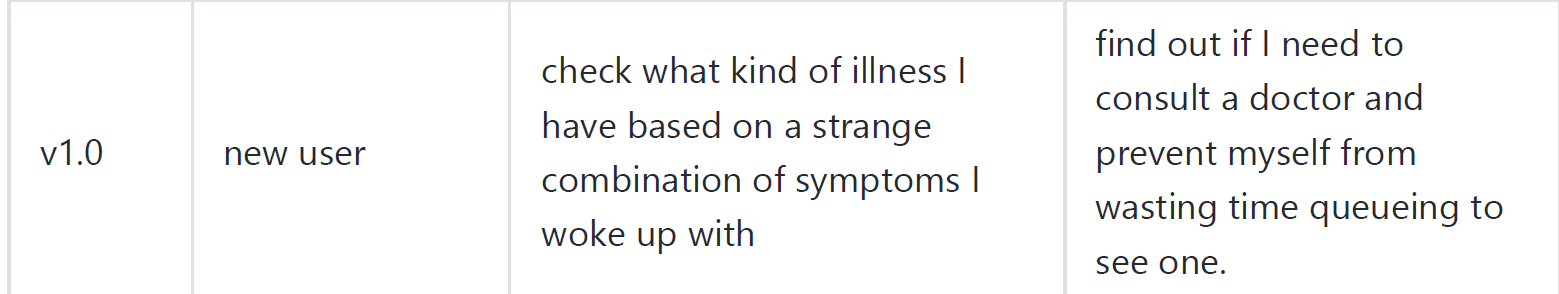 v1.0
new user
check what kind of illness I
have based on a strange
combination of symptoms I
woke up with
find out if I need to
consult a doctor and
prevent myself from
wasting time queueing to
see one.